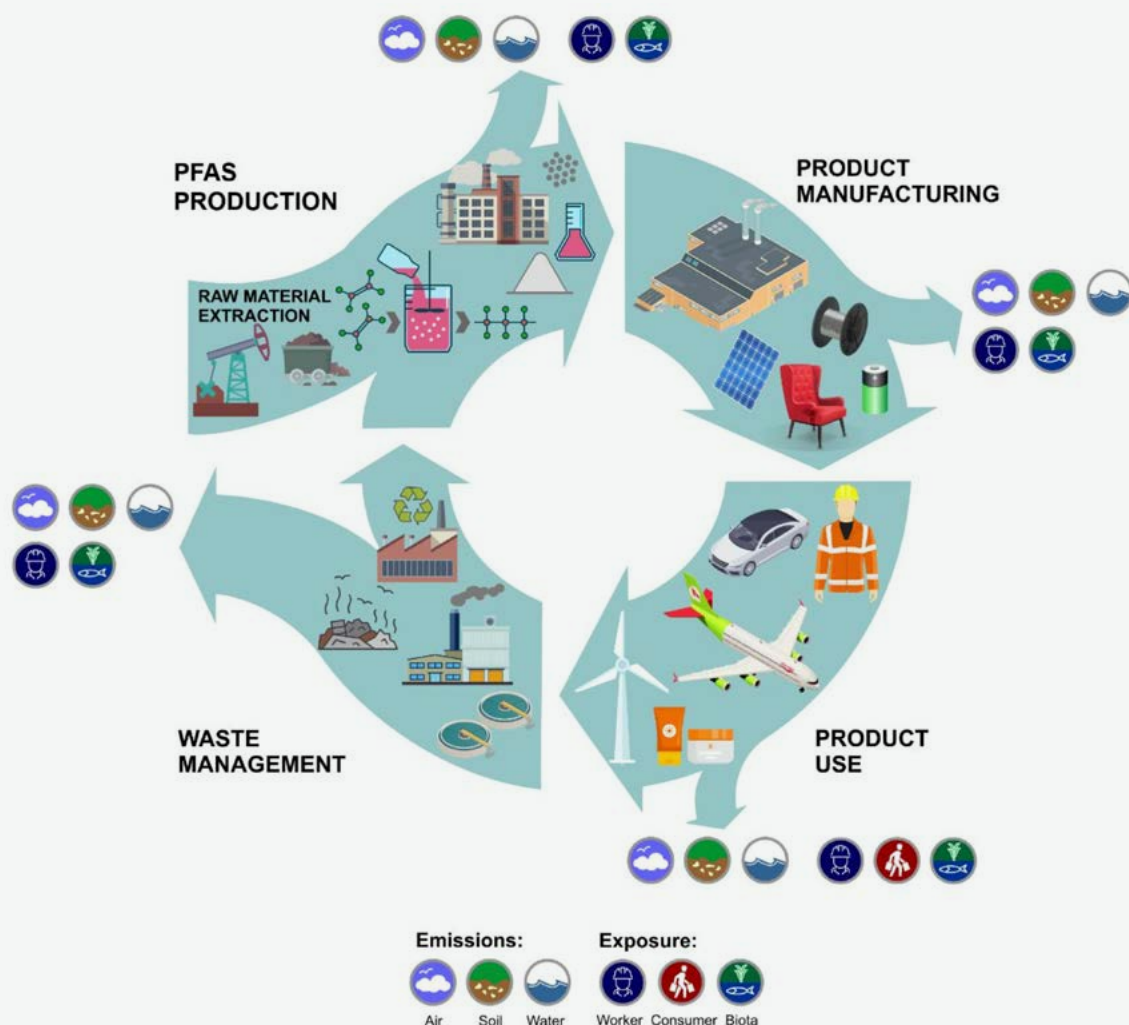 PFAS
PRODUCTION
PRODUCT
MANUFACTURING
RAW MATERIAL
EXTRACTION
WASTE
MANAGEMENT
PRODUCT
USE
Emissions:
Exposure:
Air
Soil
Water
Worker
Consumer
Biota